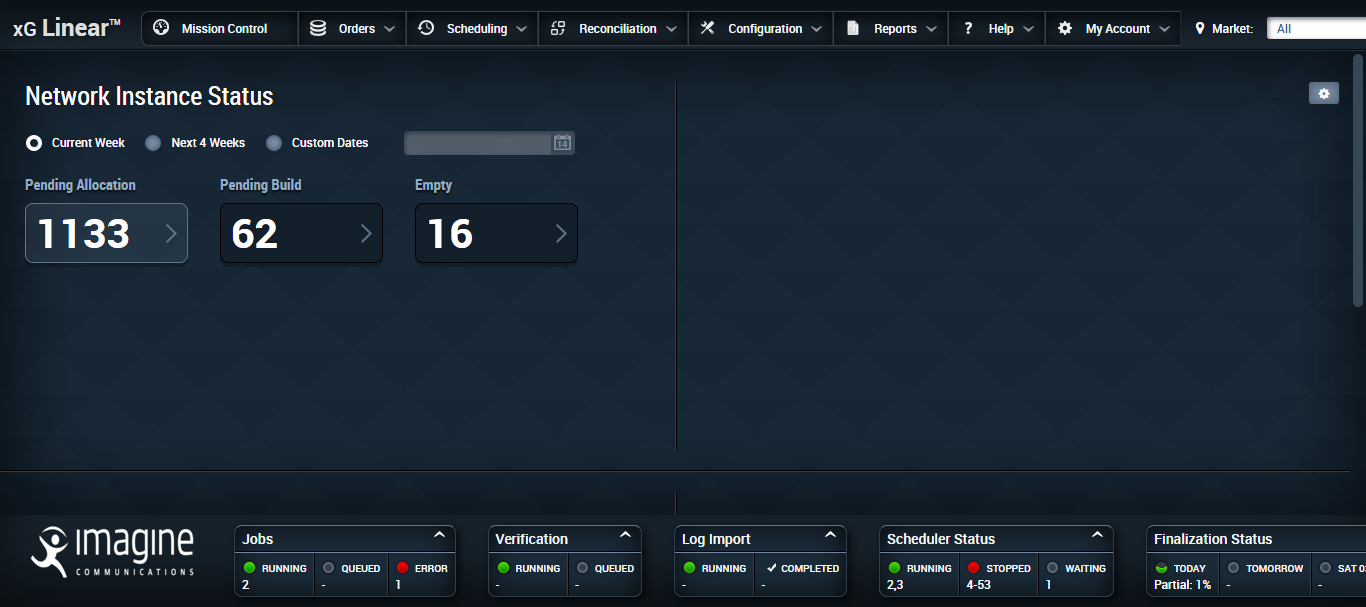 xG Linear™ Mission Control Orders Scheduling Reconciliation Configuration Reports ? Help My Account Market: All
Network Instance Status
Current Week Next 4 Weeks Custom Dates 14
Pending Allocation Pending Build Empty
1133 62 16
imagine
COMMUNICATIONS
Jobs
RUNNING QUEUED ERROR
2 - 1
Verification
RUNNING QUEUED
- -
Log Import
RUNNING COMPLETED
- -
Scheduler Status
RUNNING STOPPED WAITING
2,3 4-53 1
Finalization Status
TODAY TOMORROW SAT
Partial: 1% - -